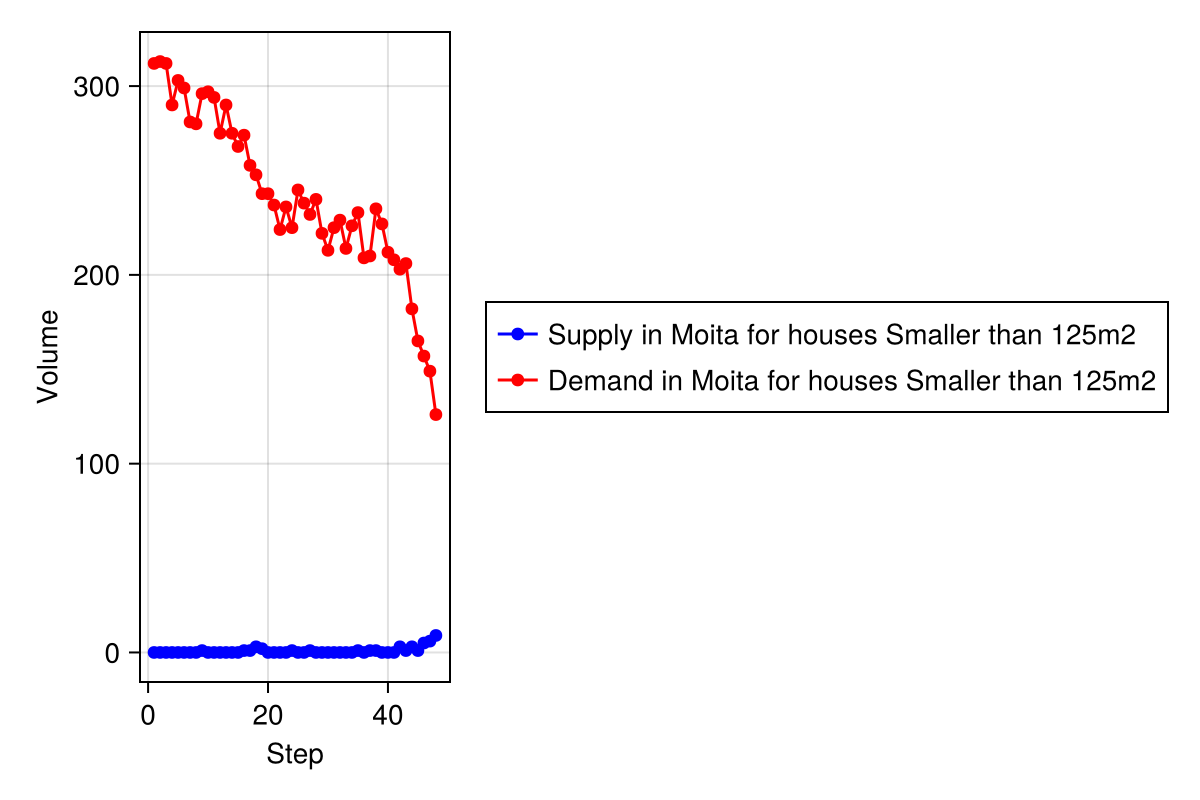 300
200
100
0
Volume
0 20 40
Step
Supply in Moita for houses Smaller than 125m2
Demand in Moita for houses Smaller than 125m2